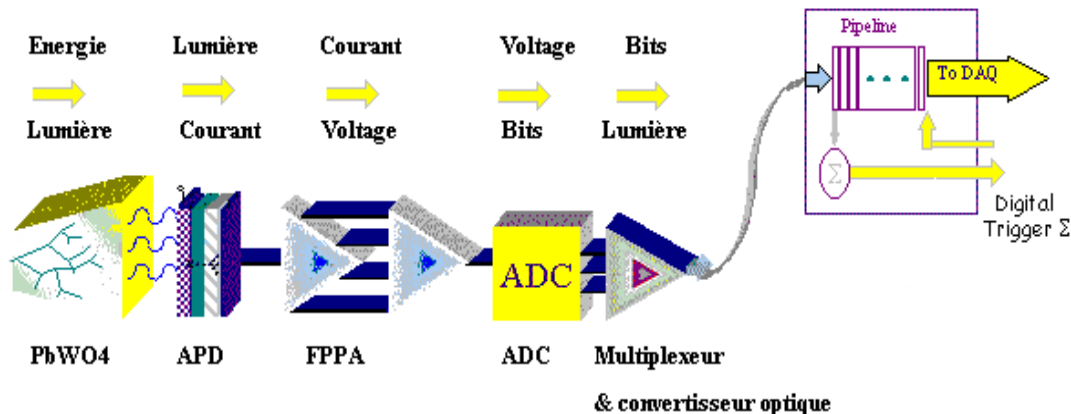 Energie Lumière Courant Voltage Bits
Lumière Courant Voltage Bits Lumière
Pipeline
To DAQ
Σ
Digital
Trigger Σ
ADC
PbWO4 APD FPPA ADC Multiplexeur
& convertisseur optique